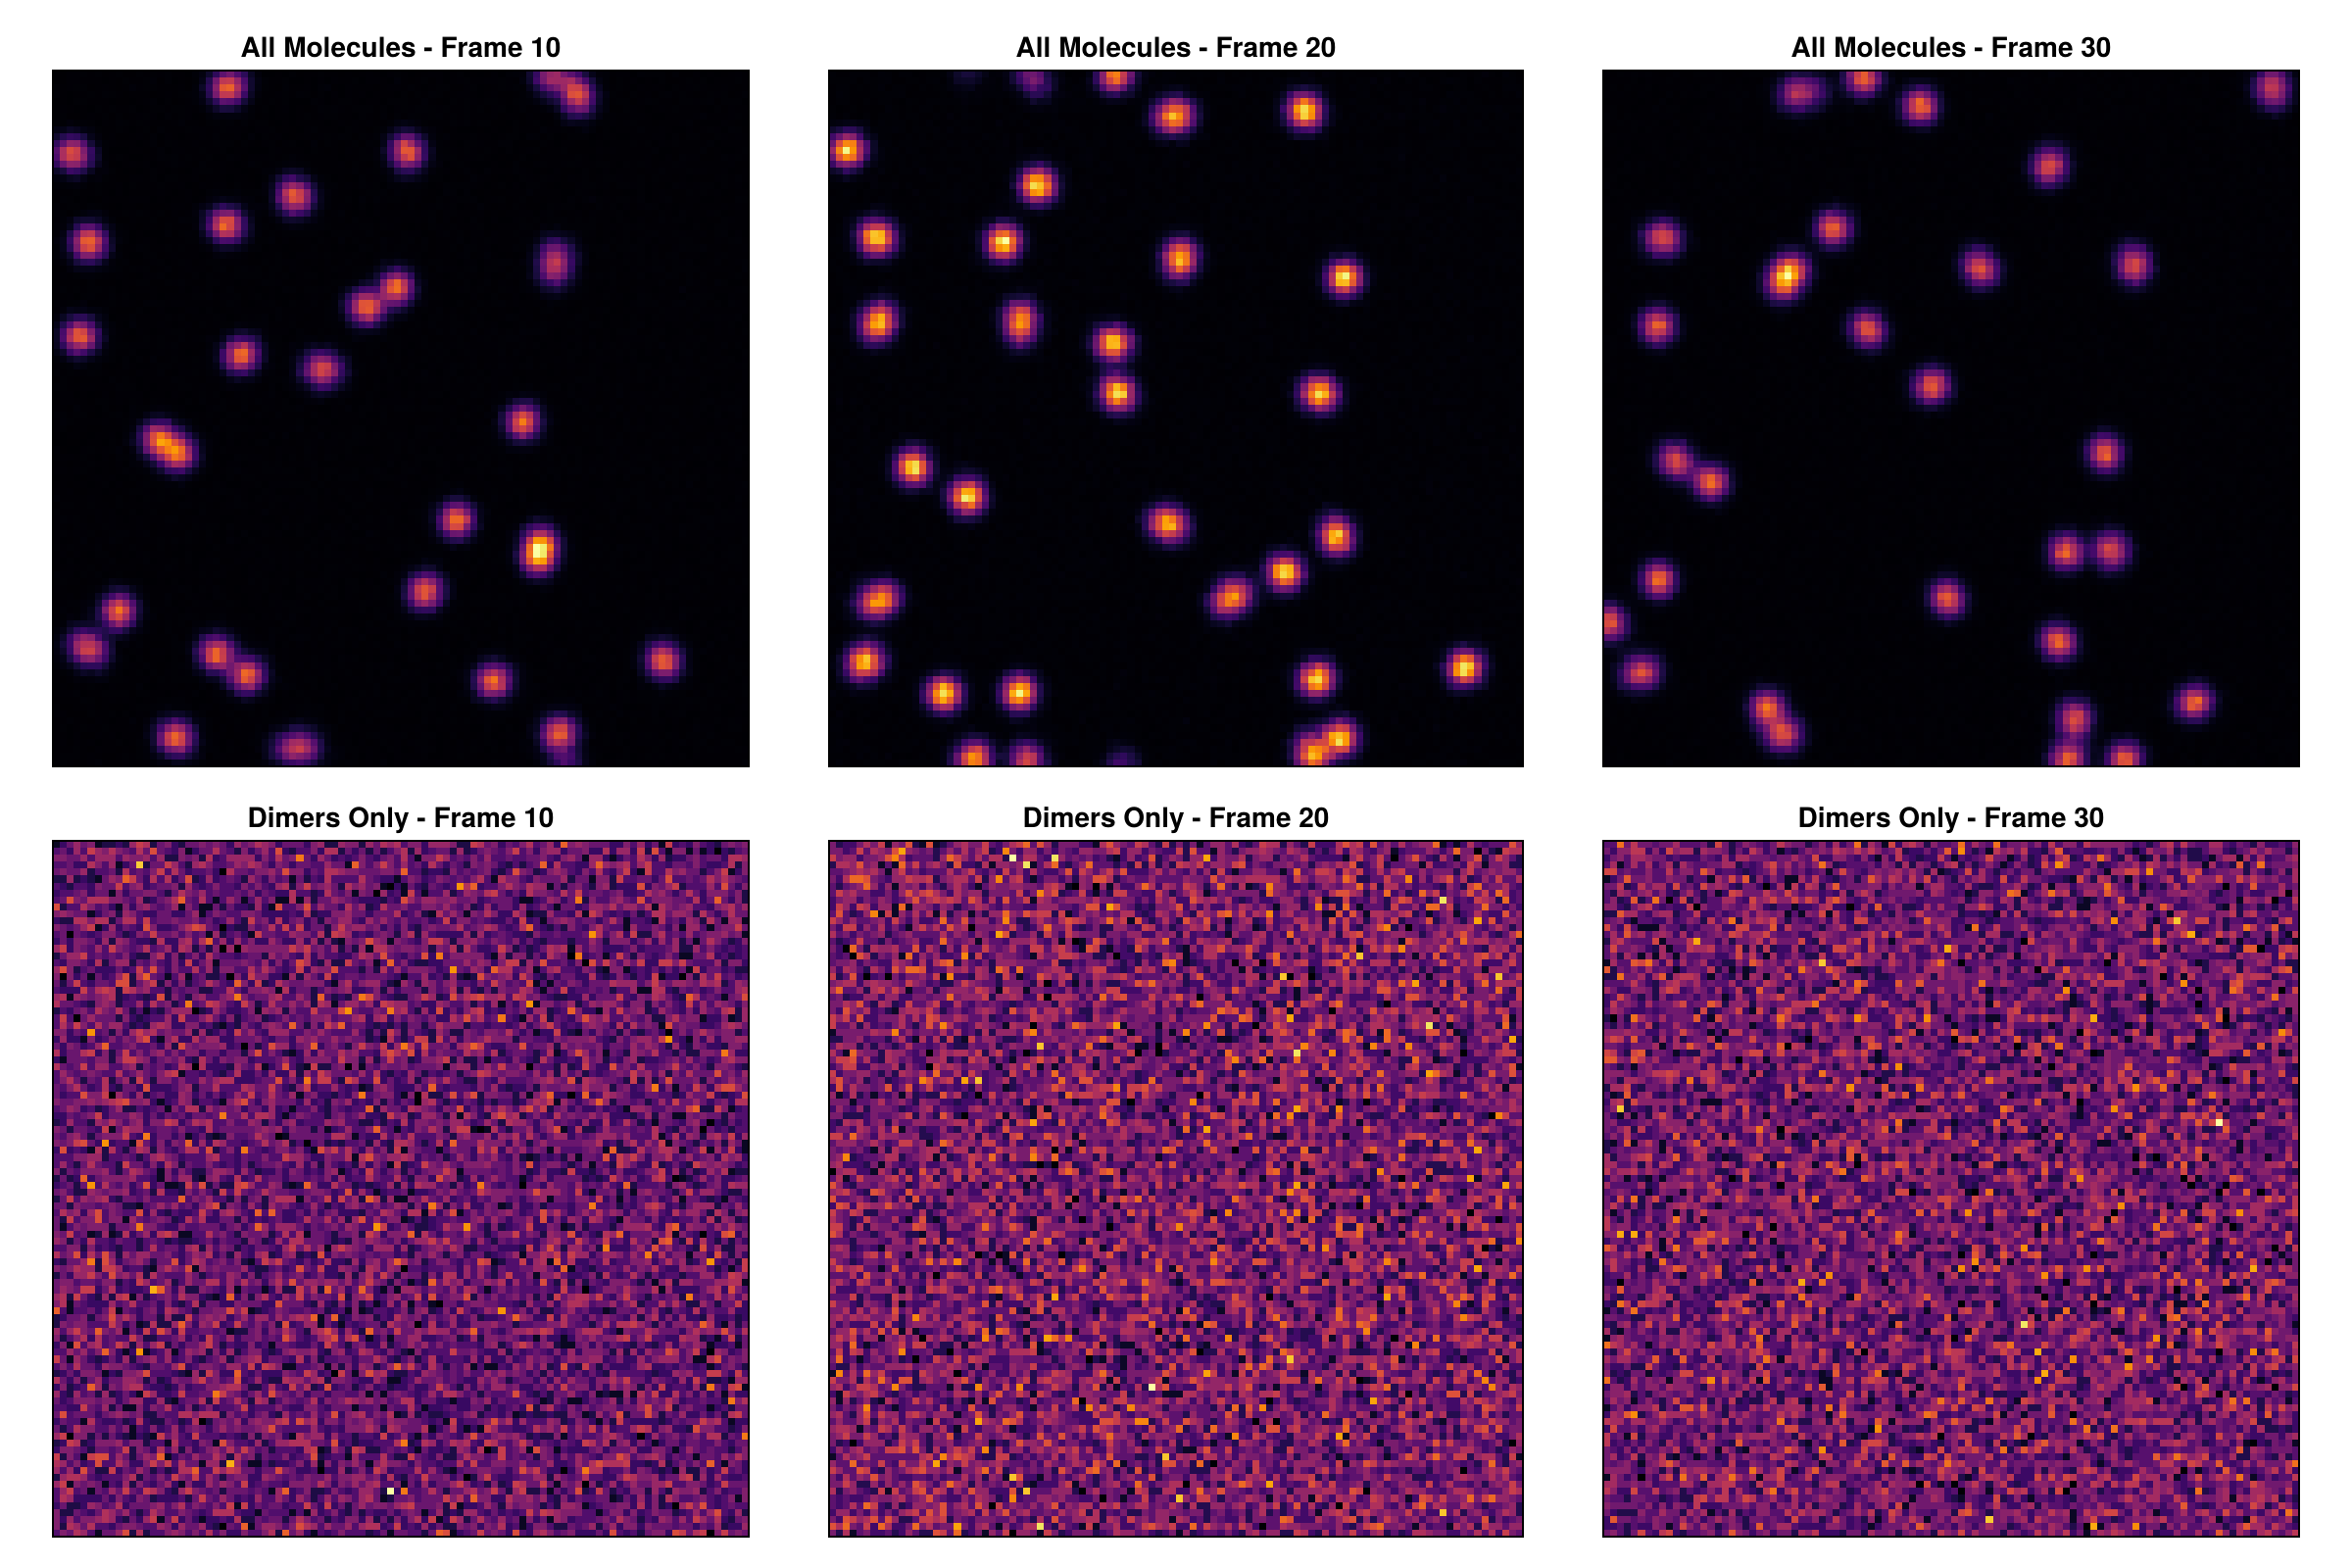 All Molecules - Frame 10
All Molecules - Frame 20
All Molecules - Frame 30
Dimers Only - Frame 10
Dimers Only - Frame 20
Dimers Only - Frame 30